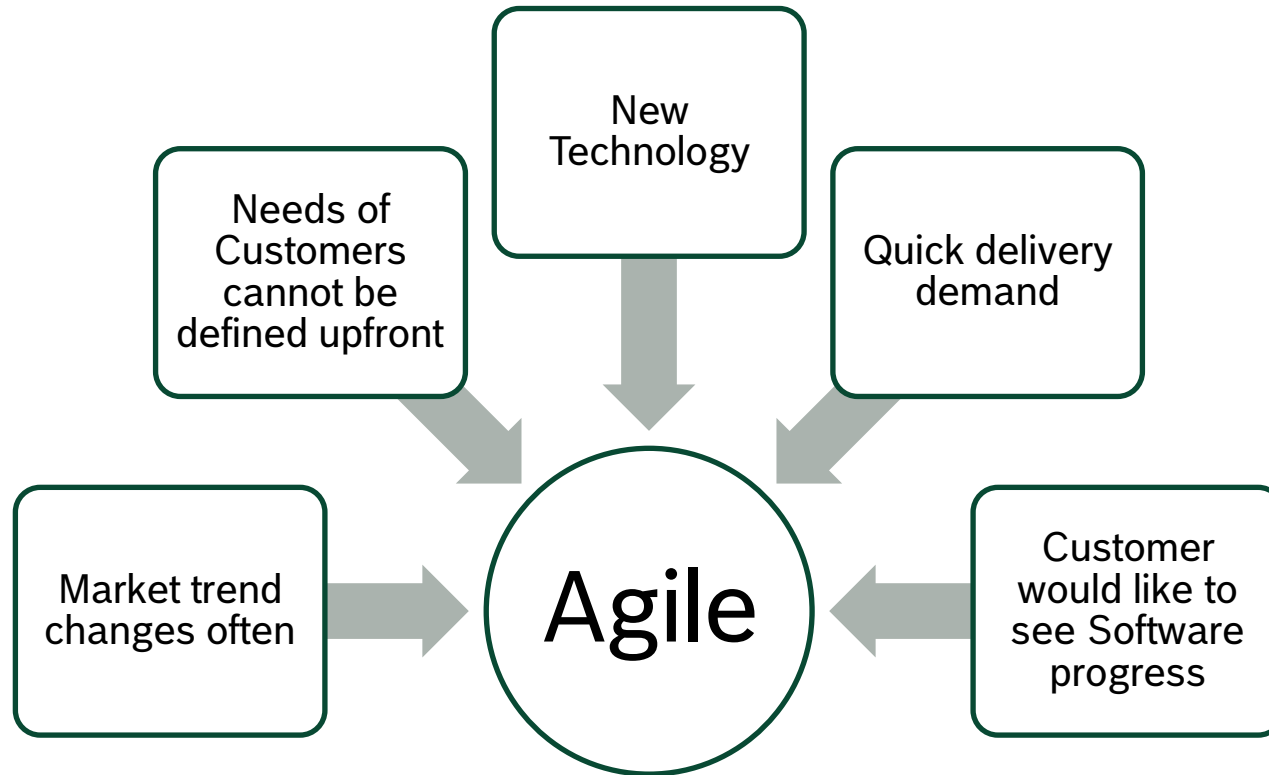 New
Technology
Needs of
Customers
cannot be
defined upfront
Quick delivery
demand
Market trend
changes often
Agile
Customer
would like to
see Software
progress